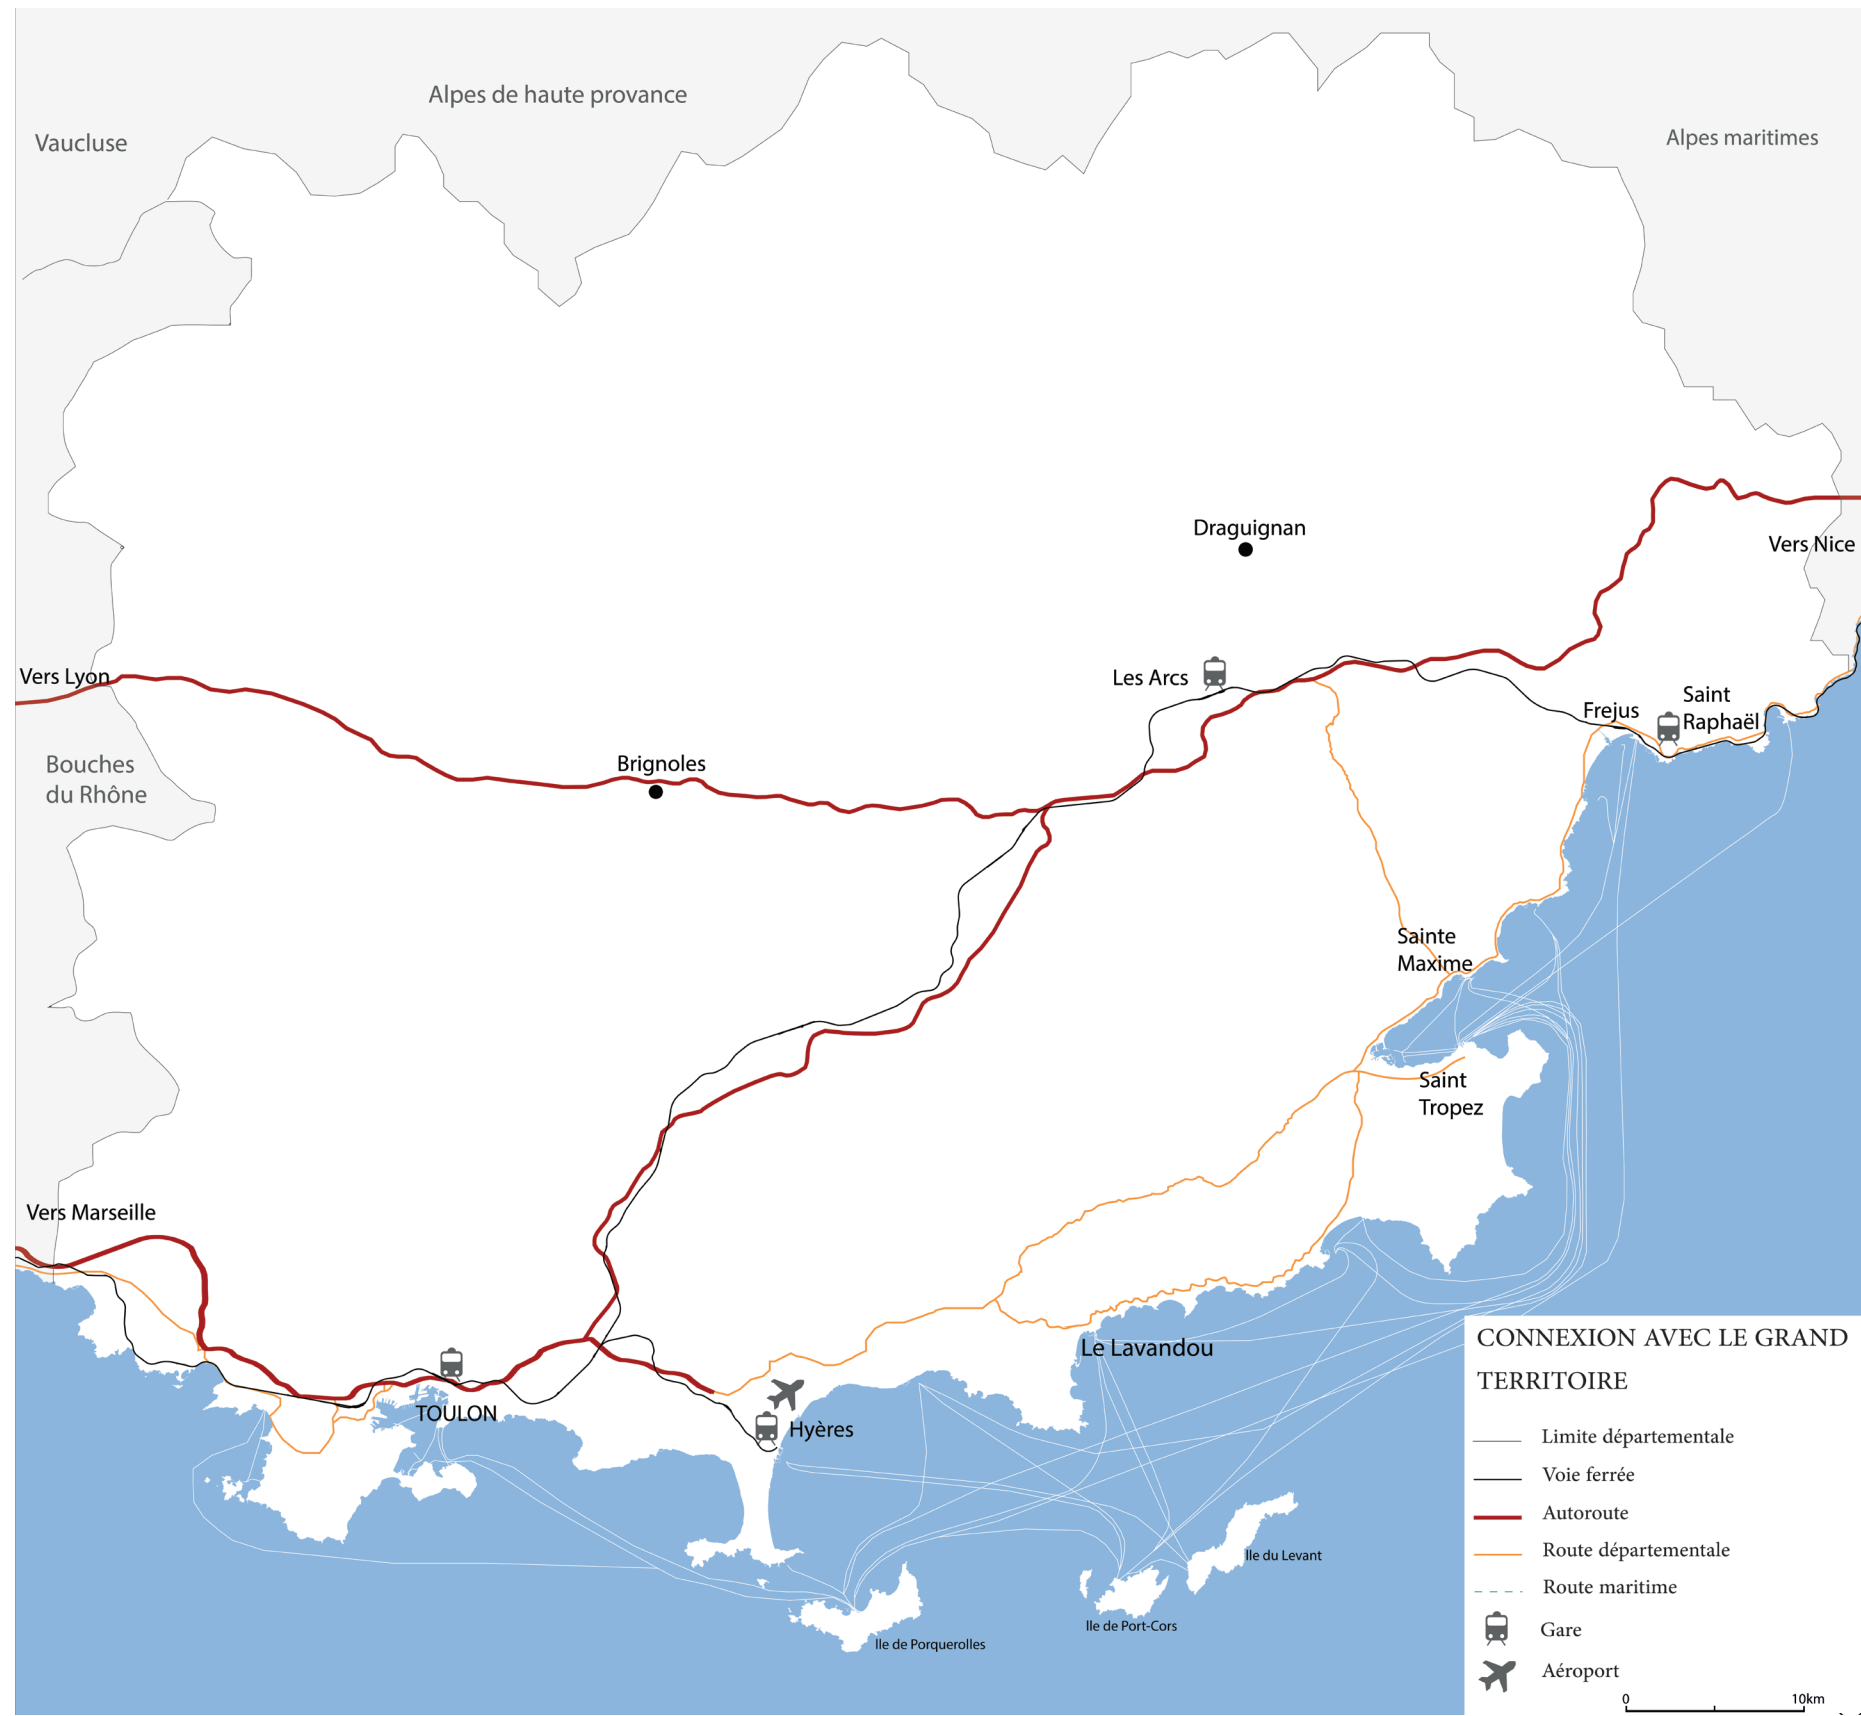 Alpes de haute provance
Vaucluse
Alpes maritimes
Draguignan
Vers Nice
Vers Lyon
Les Arcs
Saint
Raphaël
Frejus
Bouches
du Rhône
Brignoles
Sainte
Maxime
Saint
Tropez
Vers Marseille
Le Lavandou
TOULON
Hyères
Ile du Levant
Ile de Port-Cors
Ile de Porquerolles
CONNEXION AVEC LE GRAND
TERRITOIRE
Limite départementale
Voie ferrée
Autoroute
Route départementale
Route maritime
Gare
Aéroport
0 10km